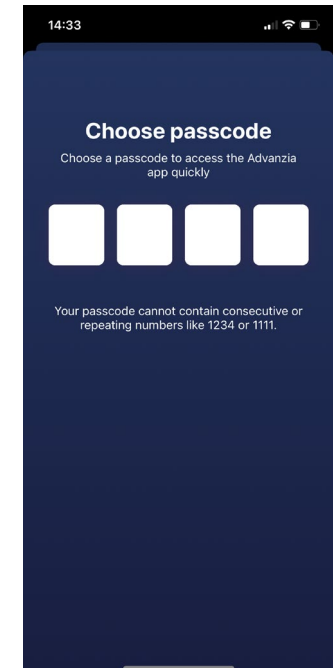 14:33
Choose passcode
Choose a passcode to access the Advanzia
app quickly
Your passcode cannot contain consecutive or
repeating numbers like 1234 or 1111.